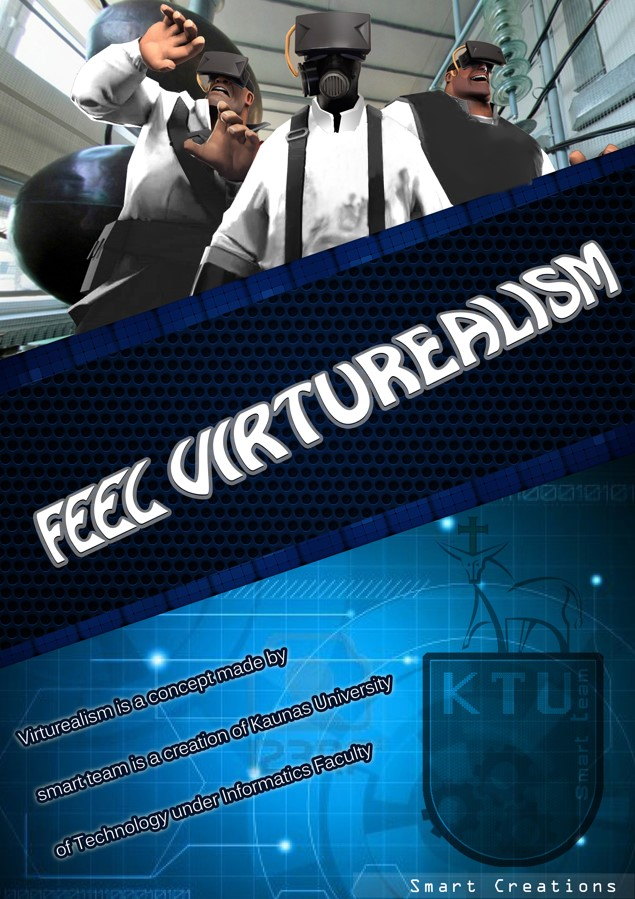 FEEL VIRTUREALISM
Virturealism is a concept made by
smart team is a creation of Kaunas University
of Technology under Informatics Faculty
KTU
Smart team
Smart Creations